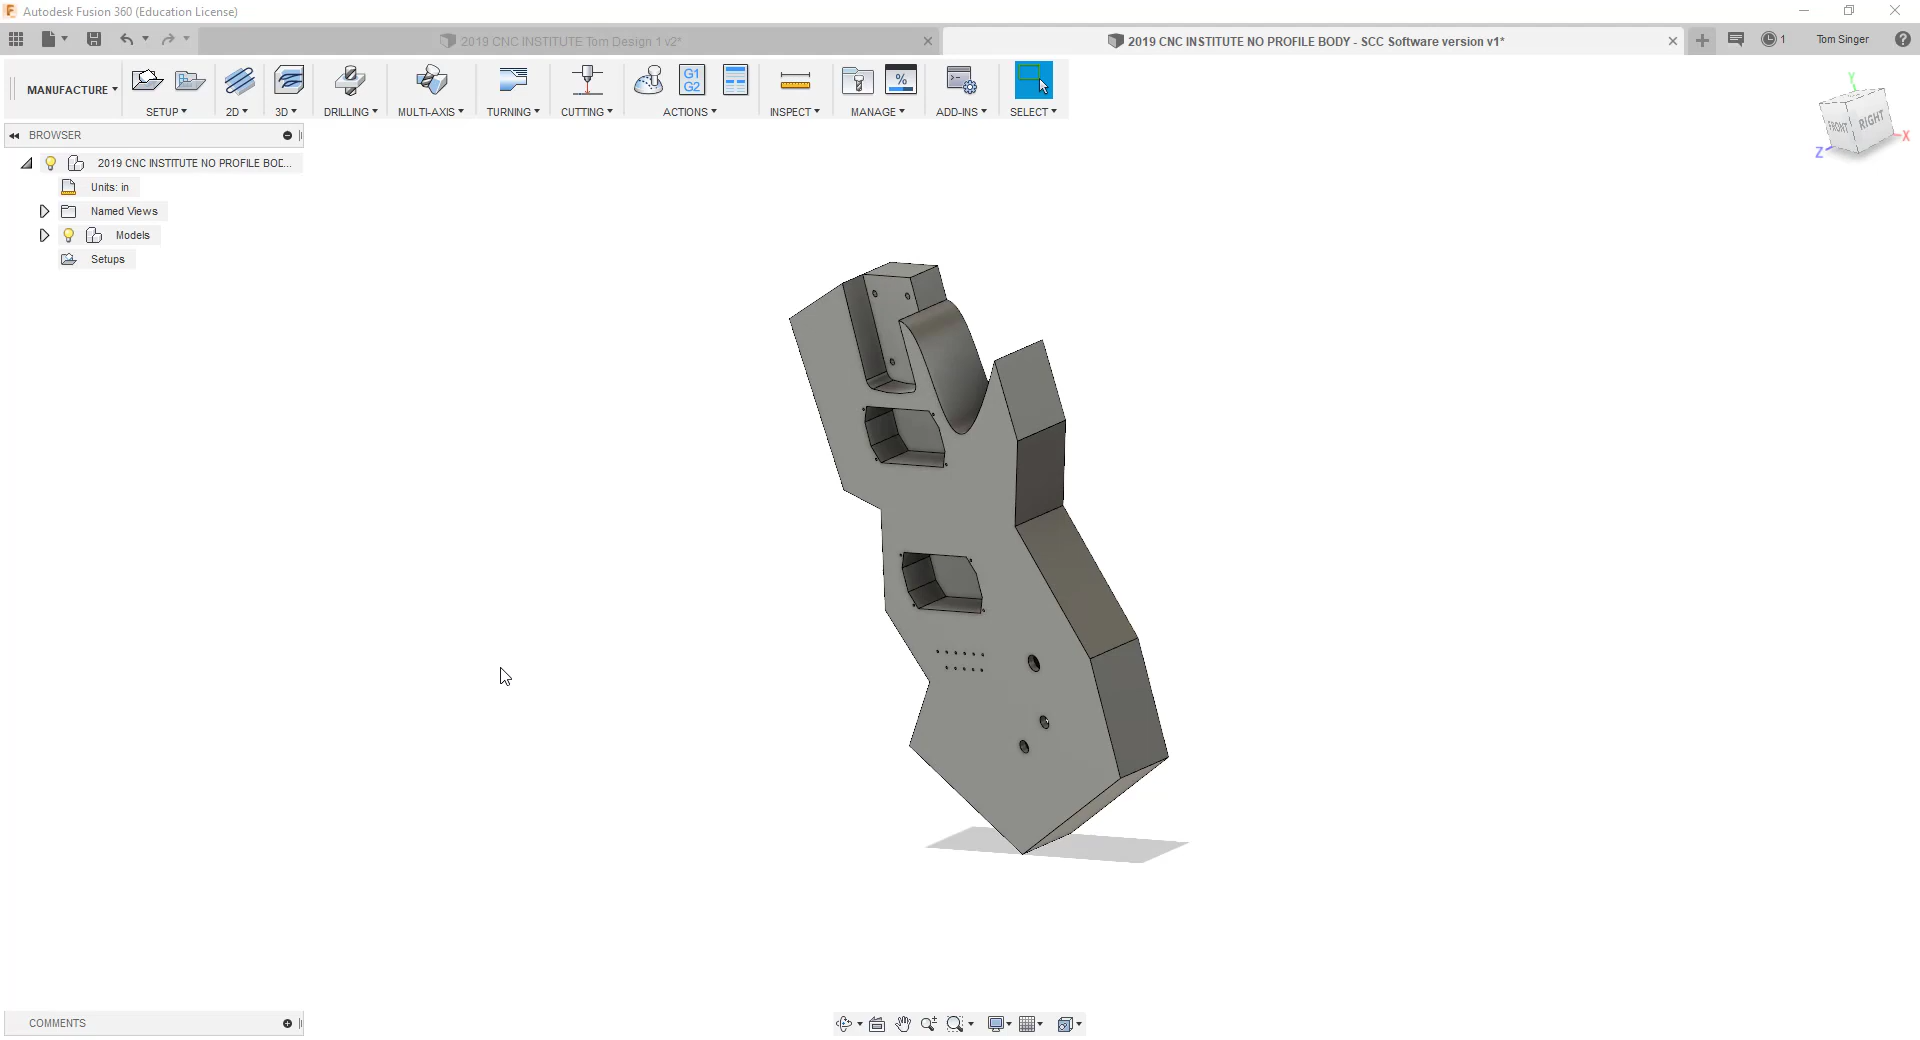 Autodesk Fusion 360 (Education License)
2019 CNC INSTITUTE Tom Design 1 v2*
2019 CNC INSTITUTE NO PROFILE BODY - SCC Software version v1*
1
Tom Singer
MANUFACTURE
G1
G2
%
SETUP
2D
3D
DRILLING
MULTI-AXIS
TURNING
CUTTING
ACTIONS
INSPECT
MANAGE
ADD-INS
SELECT
BROWSER
2019 CNC INSTITUTE NO PROFILE BOD...
Units: in
Named Views
Models
Setups
Y
FRONT
RIGHT
X
Z
COMMENTS